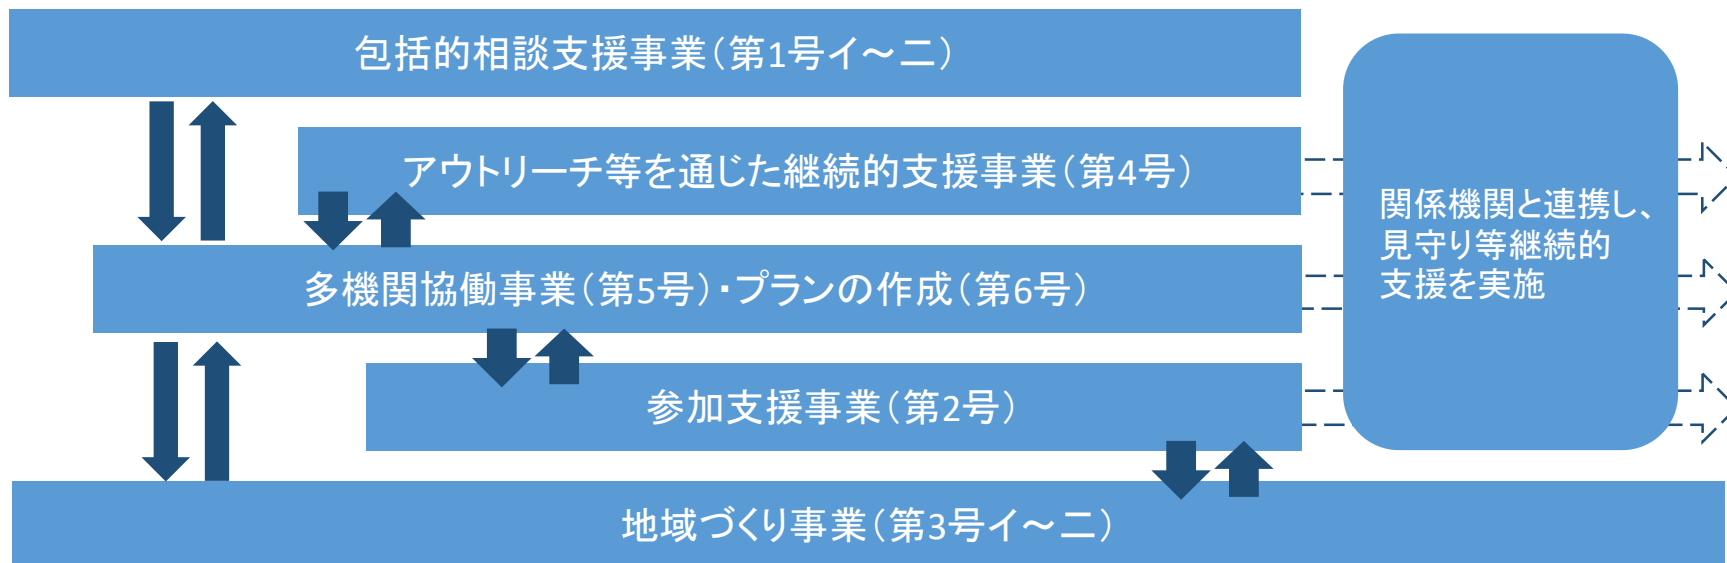 包括的相談支援事業（第1号イ～ニ）
アウトリーチ等を通じた継続的支援事業（第4号）
関係機関と連携し、
見守り等継続的
支援を実施
多機関協働事業（第5号）・プランの作成（第6号）
参加支援事業（第2号）
地域づくり事業（第3号イ～ニ）